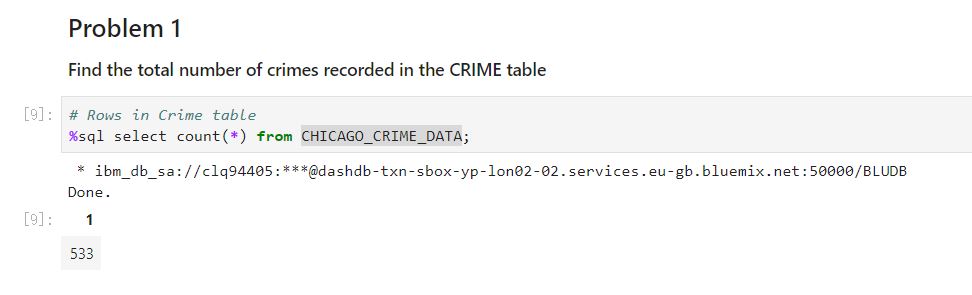 Problem 1
Find the total number of crimes recorded in the CRIME table
[9]: # Rows in Crime table
%sql select count(*) from CHICAGO_CRIME_DATA;
* ibm_db_sa://clq94405:***@dashdb-txn-sbox-yp-lon02-02.services.eu-gb.bluemix.net:50000/BLUDB
Done.
[9]: 1
533